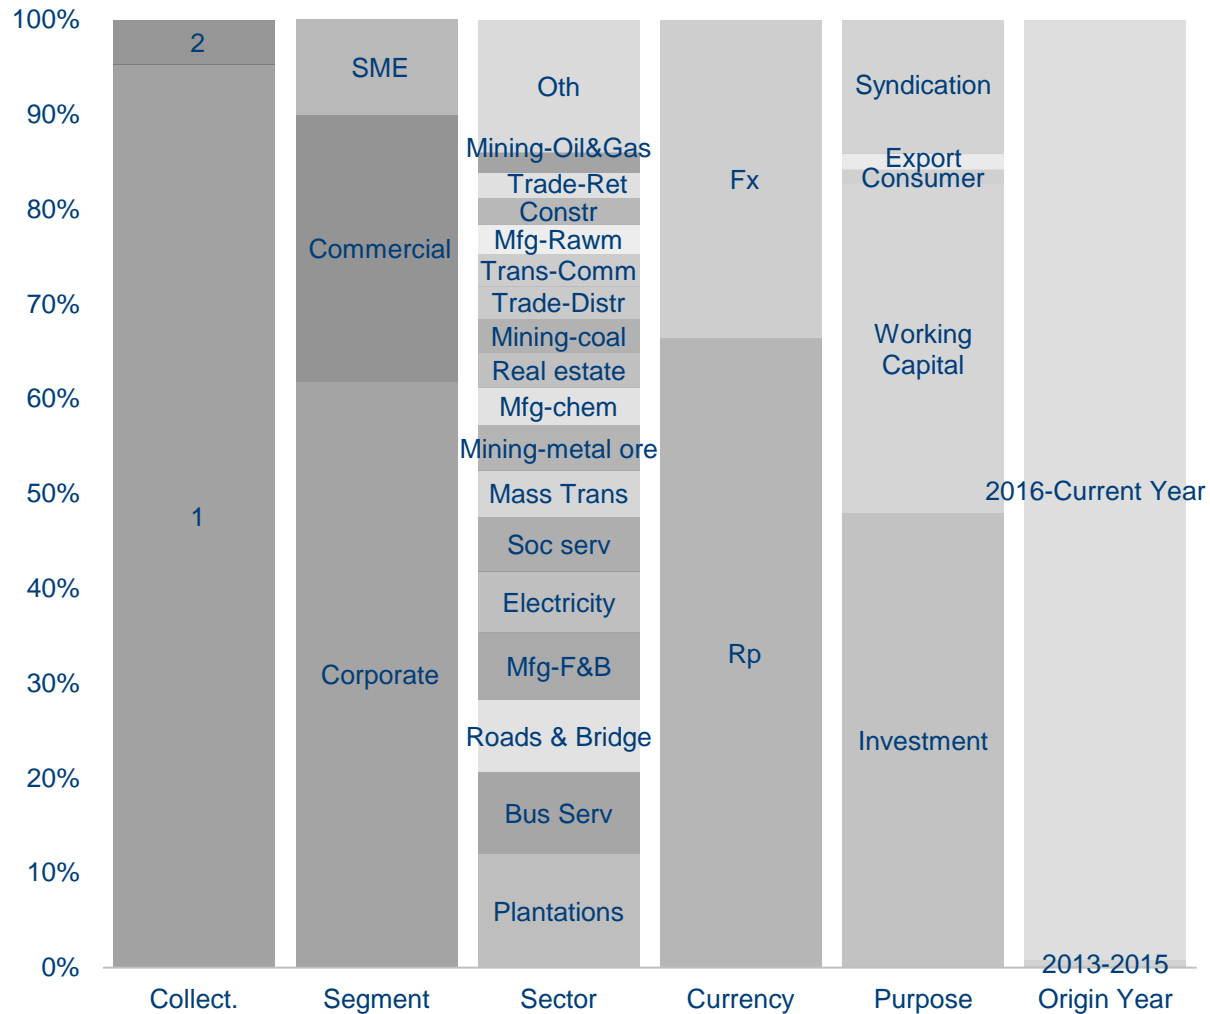 100%
90%
80%
70%
60%
50%
40%
30%
20%
10%
0%
2
1
SME
Commercial
Corporate
Oth
Mining-Oil&Gas
Trade-Ret
Constr
Mfg-Rawm
Trans-Comm
Trade-Distr
Mining-coal
Real estate
Mfg-chem
Mining-metal ore
Mass Trans
Soc serv
Electricity
Mfg-F&B
Roads & Bridge
Bus Serv
Plantations
Fx
Rp
Syndication
Export
Consumer
Working
Capital
Investment
2016-Current Year
2013-2015
Collect.
Segment
Sector
Currency
Purpose
Origin Year